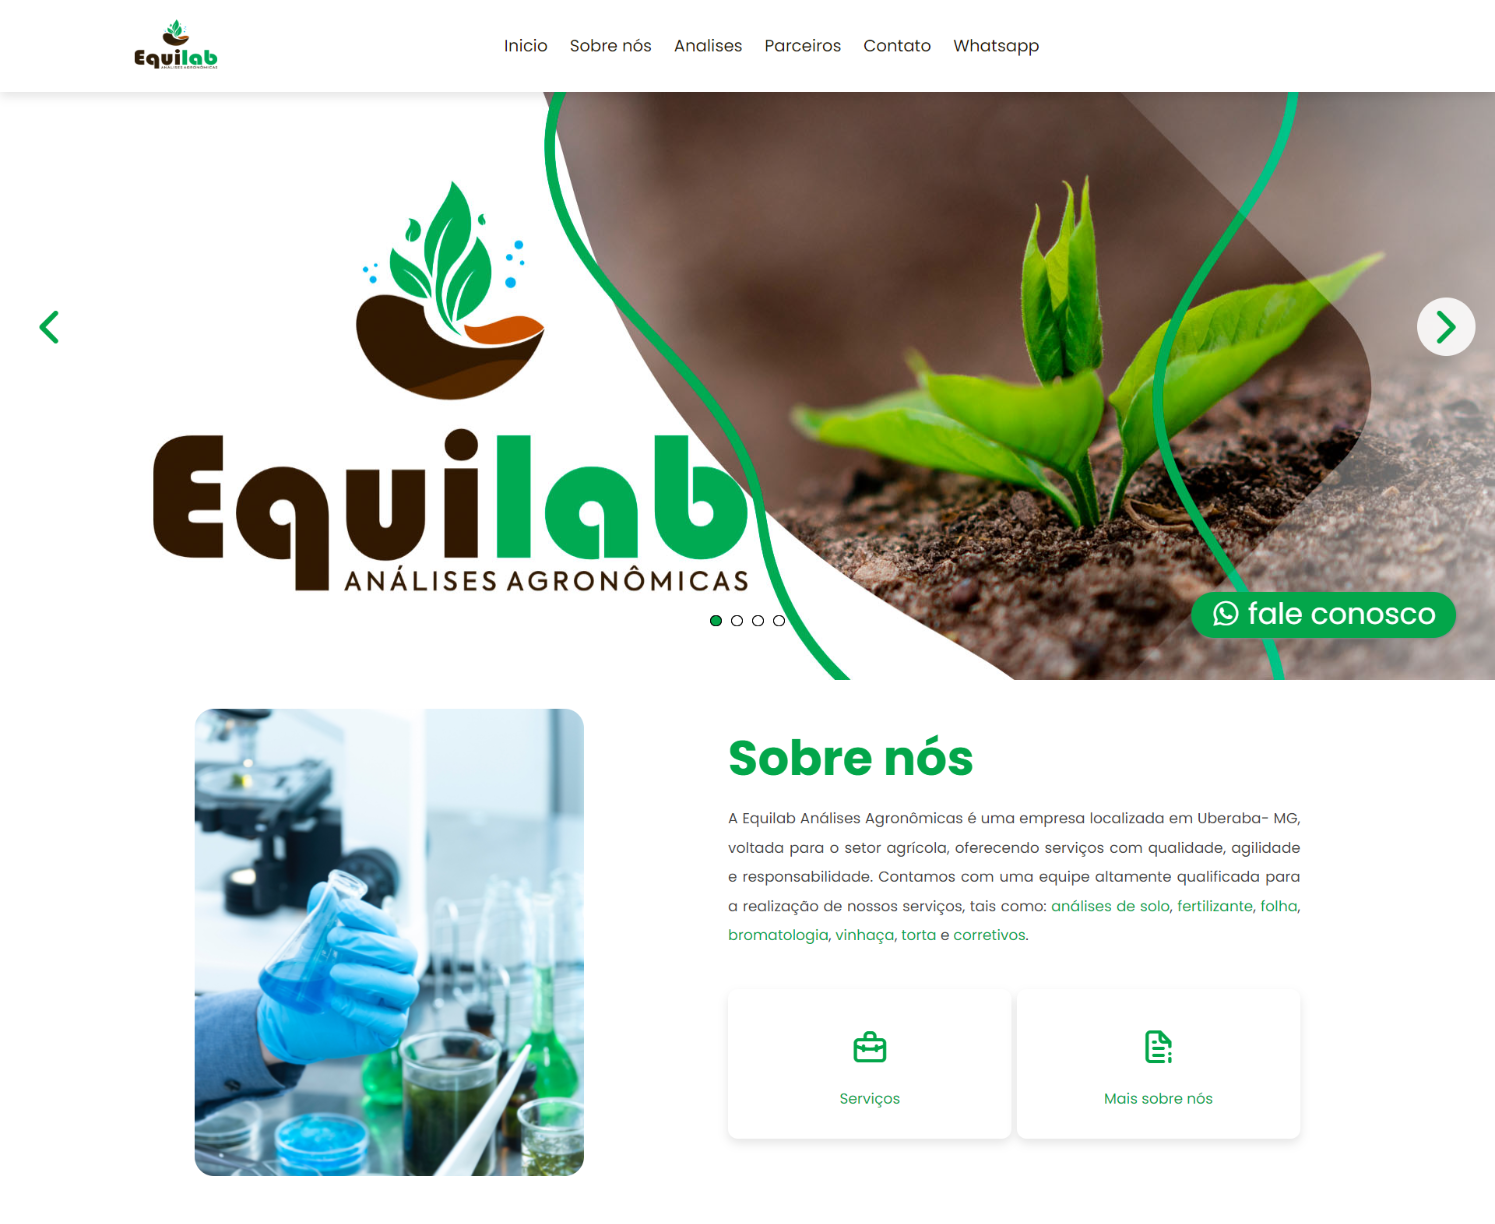 Equilab
ANÁLISES AGRONÔMICAS
Inicio Sobre nós Analises Parceiros Contato Whatsapp
Equilab
ANÁLISES AGRONÔMICAS
fale conosco
Sobre nós
A Equilab Análises Agronômicas é uma empresa localizada em Uberaba- MG,
voltada para o setor agrícola, oferecendo serviços com qualidade, agilidade
e responsabilidade. Contamos com uma equipe altamente qualificada para
a realização de nossos serviços, tais como: análises de solo, fertilizante, folha,
bromatologia, vinhaça, torta e corretivos.
Serviços
Mais sobre nós